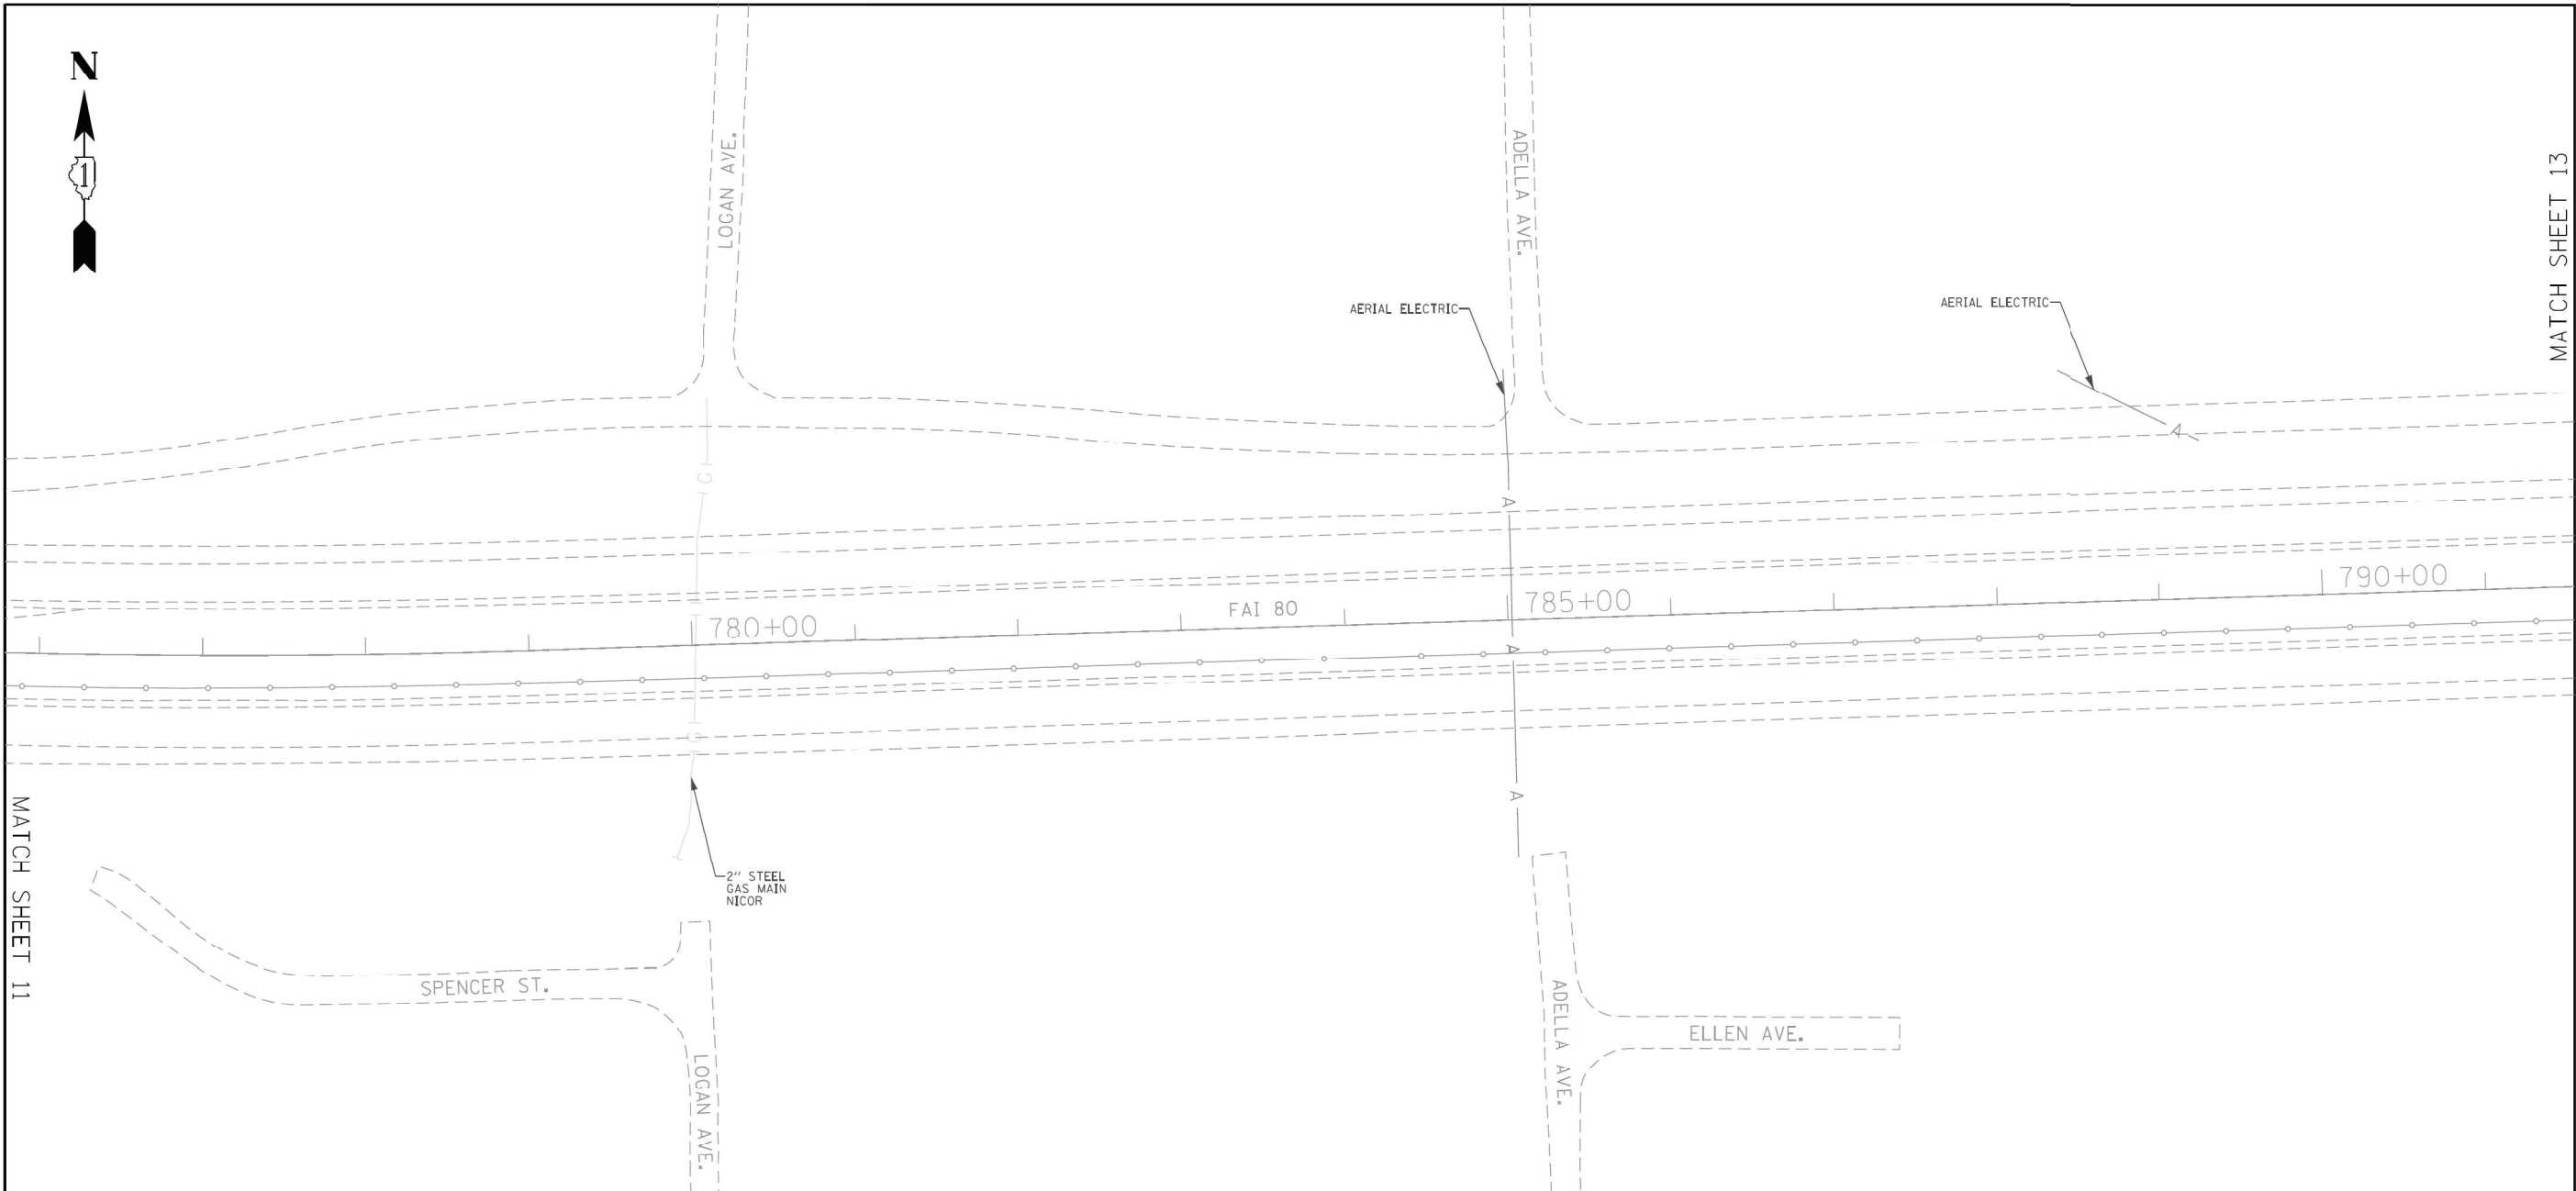 N
1
LOGAN AVE.
ADELLA AVE.
MATCH SHEET 13
AERIAL ELECTRIC
AERIAL ELECTRIC
A
G
A
790+00
785+00
FAI 80
780+00
A
G
A
MATCH SHEET 11
2" STEEL
GAS MAIN
NICOR
SPENCER ST.
ADELLA AVE.
ELLEN AVE.
LOGAN AVE.